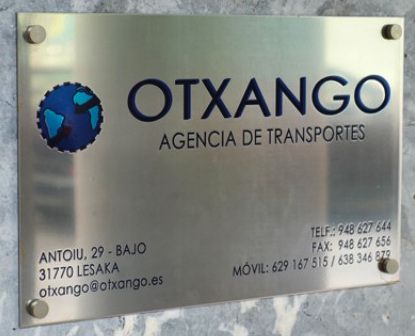 OTXANGO
AGENCIA DE TRANSPORTES
ANTOIU, 29 - BAJO
31770 LESAKA
otxango@otxango.es
TELF.: 948 627 644
FAX: 948 627 656
MÓVIL: 629 167 515 / 638 346 873